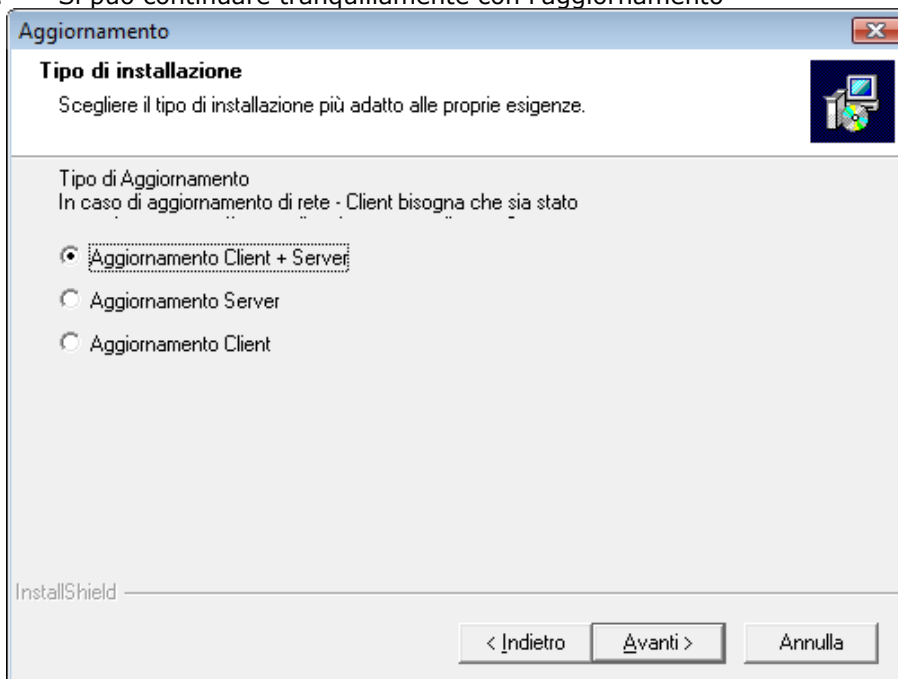 Si può continuare tranquillamente con l'aggiornamento
Aggiornamento
Tipo di installazione
Scegliere il tipo di installazione più adatto alle proprie esigenze.
Tipo di Aggiornamento
In caso di aggiornamento di rete - Client bisogna che sia stato
Aggiornamento Client + Server
Aggiornamento Server
Aggiornamento Client
InstallShield
< Indietro Avanti > Annulla